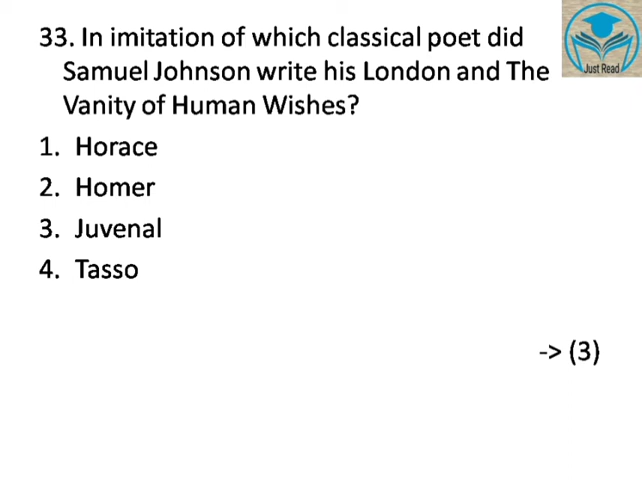 33. In imitation of which classical poet did
Samuel Johnson write his London and The
Vanity of Human Wishes?
1. Horace
2. Homer
3. Juvenal
4. Tasso
-> (3)
Just Read